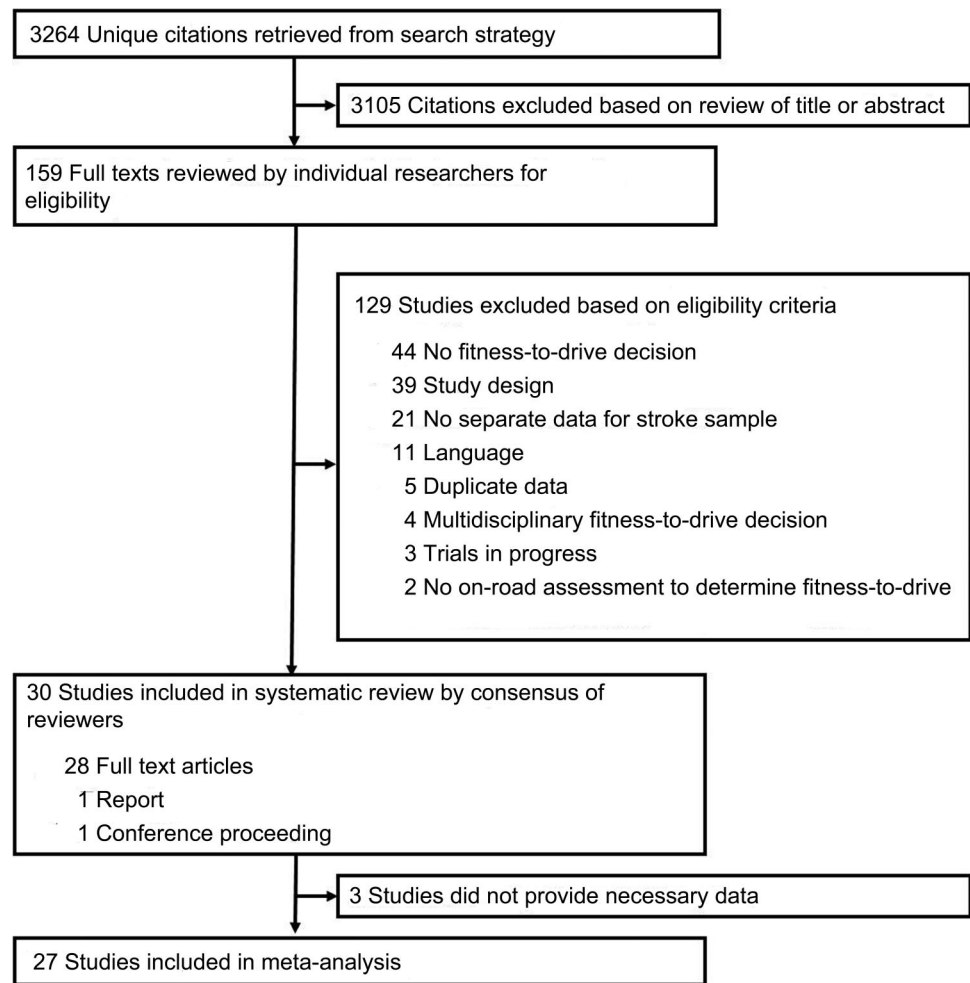 3264 Unique citations retrieved from search strategy
3105 Citations excluded based on review of title or abstract
159 Full texts reviewed by individual researchers for
eligibility
129 Studies excluded based on eligibility criteria
44 No fitness-to-drive decision
39 Study design
21 No separate data for stroke sample
11 Language
5 Duplicate data
4 Multidisciplinary fitness-to-drive decision
3 Trials in progress
2 No on-road assessment to determine fitness-to-drive
30 Studies included in systematic review by consensus of
reviewers
28 Full text articles
1 Report
1 Conference proceeding
3 Studies did not provide necessary data
27 Studies included in meta-analysis